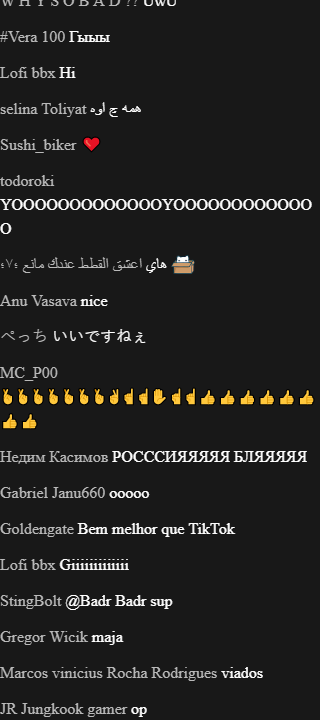 W H Y S O B A D ?? UWU
#Vera 100 Гыыы
Lofi bbx Hi
selina Toliyat همه ج اوه
Sushi_biker ❤️
todoroki
YOOOOOOOOOOOOOYOOOOOOOOOOOO
O
هاي اعشق القطط عندك مانع ؛٧؛
Anu Vasava nice
ぺっち いいですねぇ
MC_P00
✌✌✌✌✌✌✌✌☝☝✋☝☝👍👍👍👍👍👍
👍👍
Недим Касимов РОСССИЯЯЯЯЯ БЛЯЯЯЯЯ
Gabriel Janu660 ooooo
Goldengate Bem melhor que TikTok
Lofi bbx Giiiiiiiiiiiii
StingBolt @Badr Badr sup
Gregor Wicik maja
Marcos vinicius Rocha Rodrigues viados
JR Jungkook gamer op